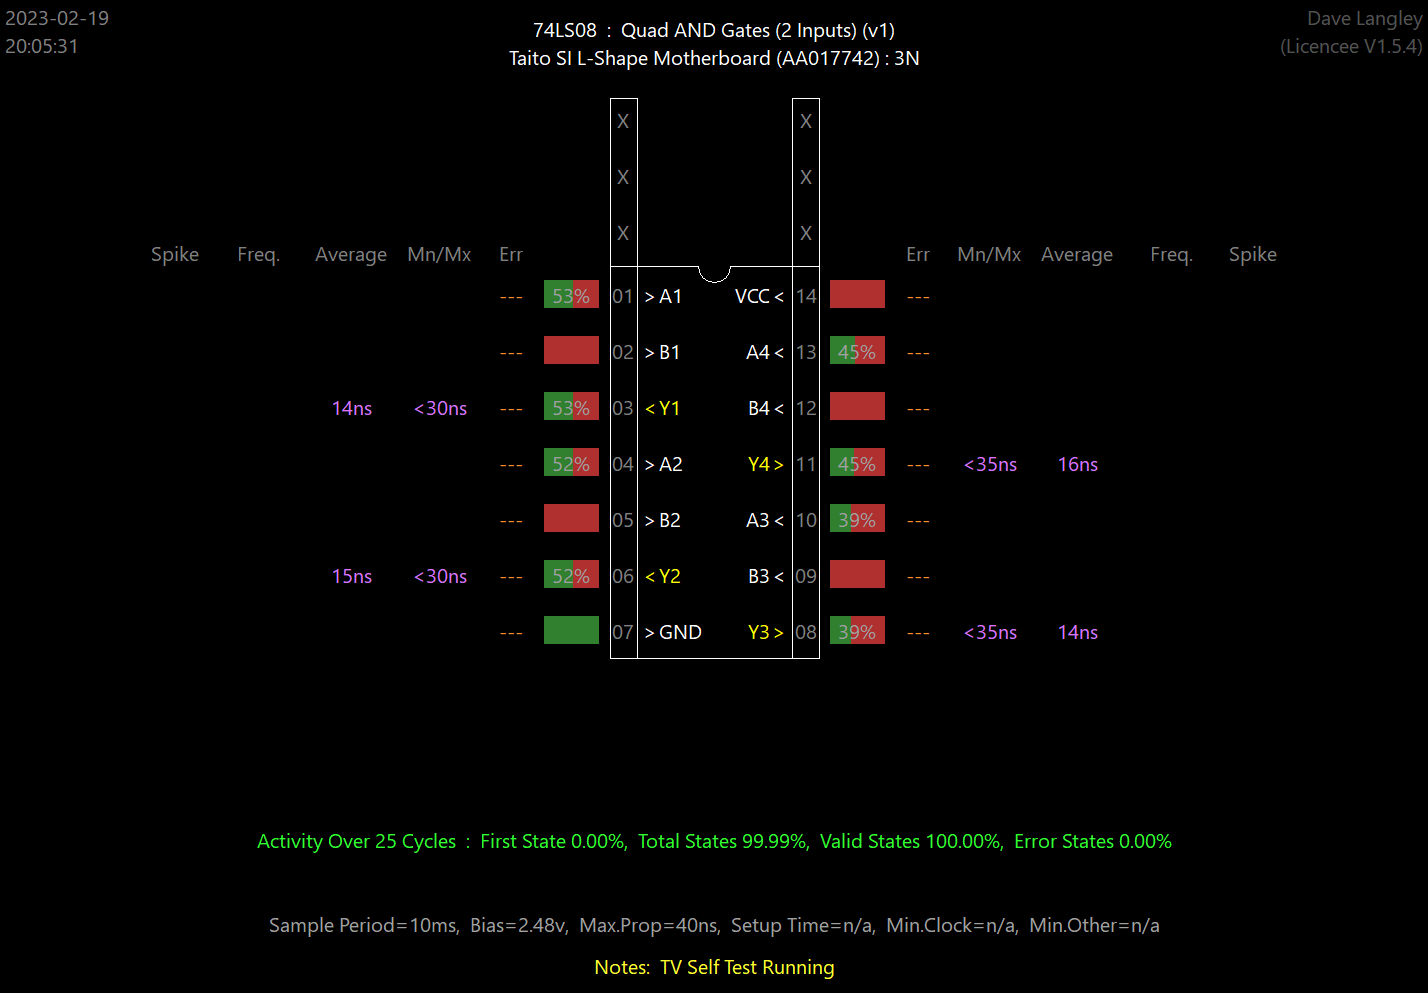 2023-02-19
20:05:31
74LS08 : Quad AND Gates (2 Inputs) (v1)
Taito SI L-Shape Motherboard (AA017742) : 3N
Dave Langley
(Licencee V1.5.4)
X X
X X
X X
Spike Freq. Average Mn/Mx Err Err Mn/Mx Average Freq. Spike
--- 53% 01 > A1 VCC < 14 ---
--- 02 > B1 A4 < 13 45% ---
14ns <30ns --- 53% 03 < Y1 B4 < 12 ---
--- 52% 04 > A2 Y4 > 11 45% --- <35ns 16ns
--- 05 > B2 A3 < 10 39% ---
15ns <30ns --- 52% 06 < Y2 B3 < 09 ---
--- 07 > GND Y3 > 08 39% --- <35ns 14ns
Activity Over 25 Cycles : First State 0.00%, Total States 99.99%, Valid States 100.00%, Error States 0.00%
Sample Period=10ms, Bias=2.48v, Max.Prop=40ns, Setup Time=n/a, Min.Clock=n/a, Min.Other=n/a
Notes: TV Self Test Running